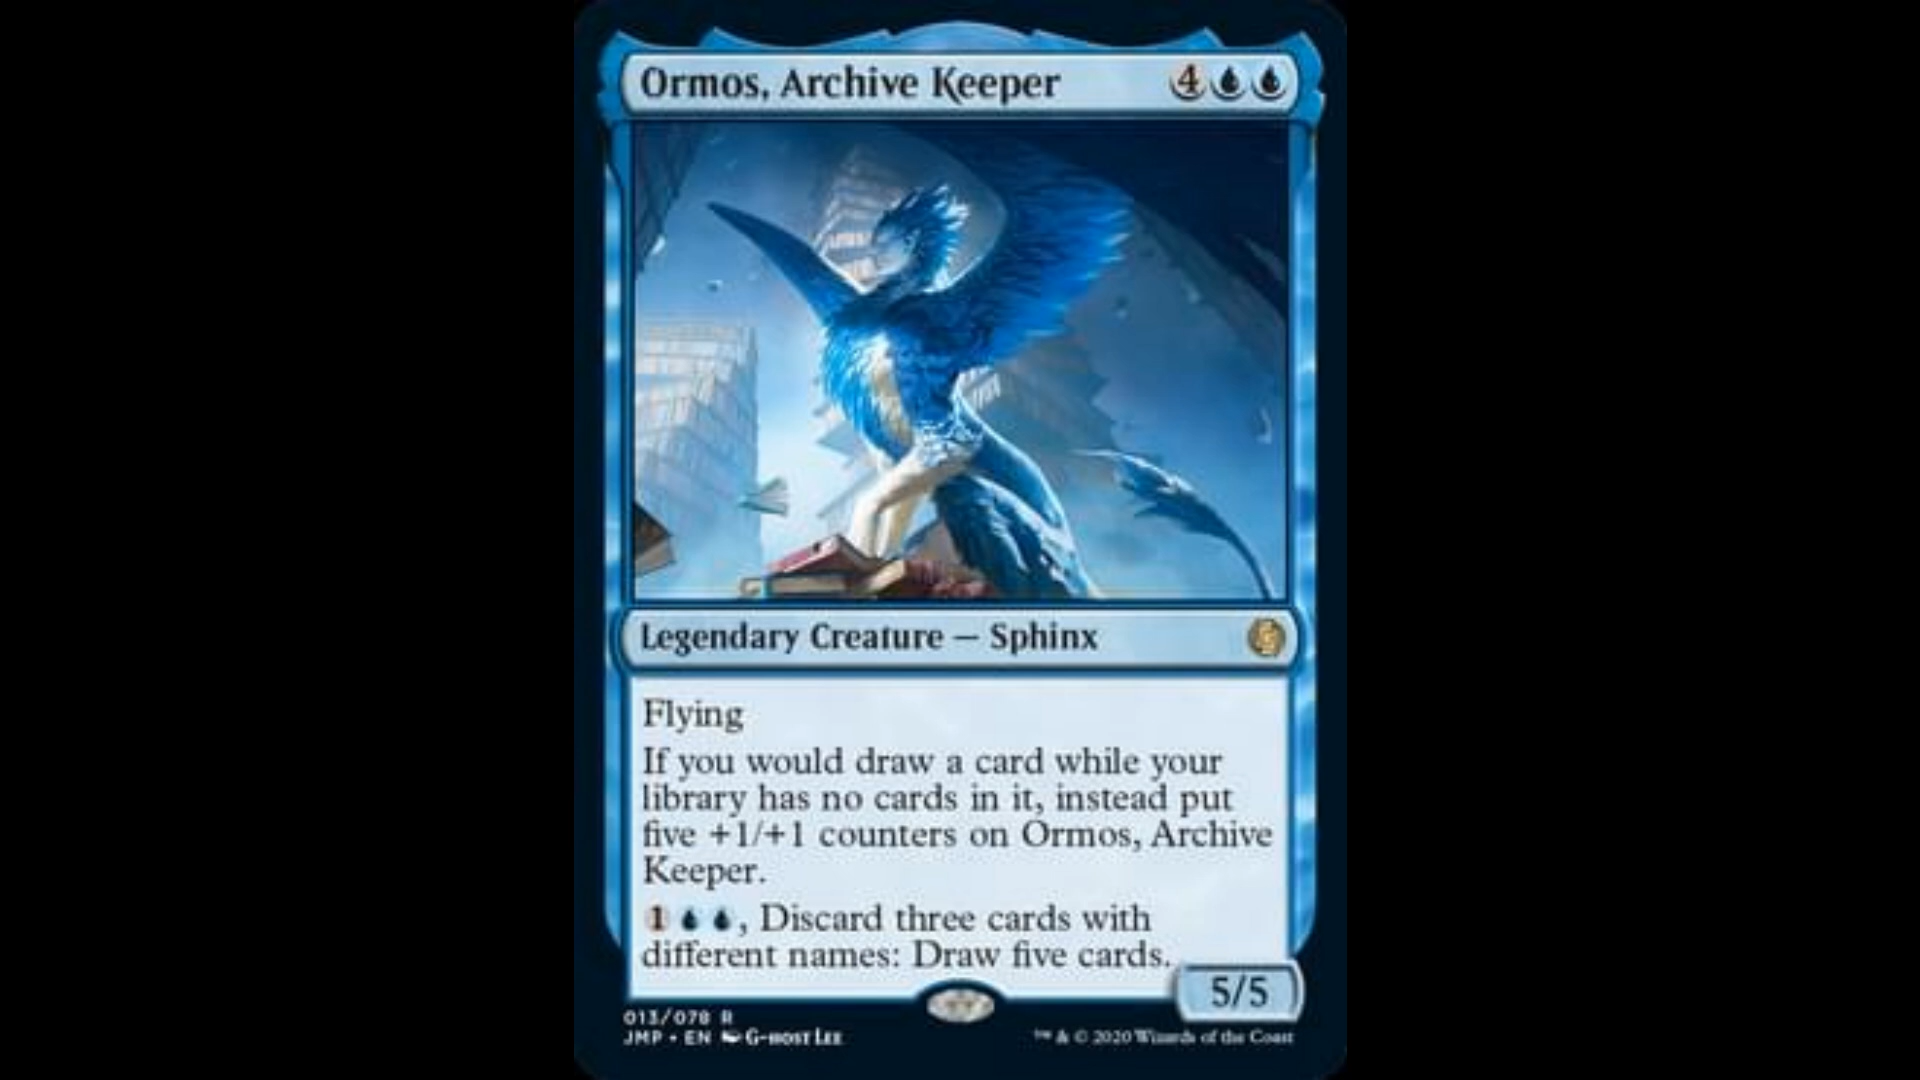 Ormos, Archive Keeper 4
Legendary Creature — Sphinx
Flying
If you would draw a card while your
library has no cards in it, instead put
five +1/+1 counters on Ormos, Archive
Keeper.
1 , Discard three cards with
different names: Draw five cards.
5/5
013/078 R
JMP • EN G-host Lee
™ & © 2020 Wizards of the Coast